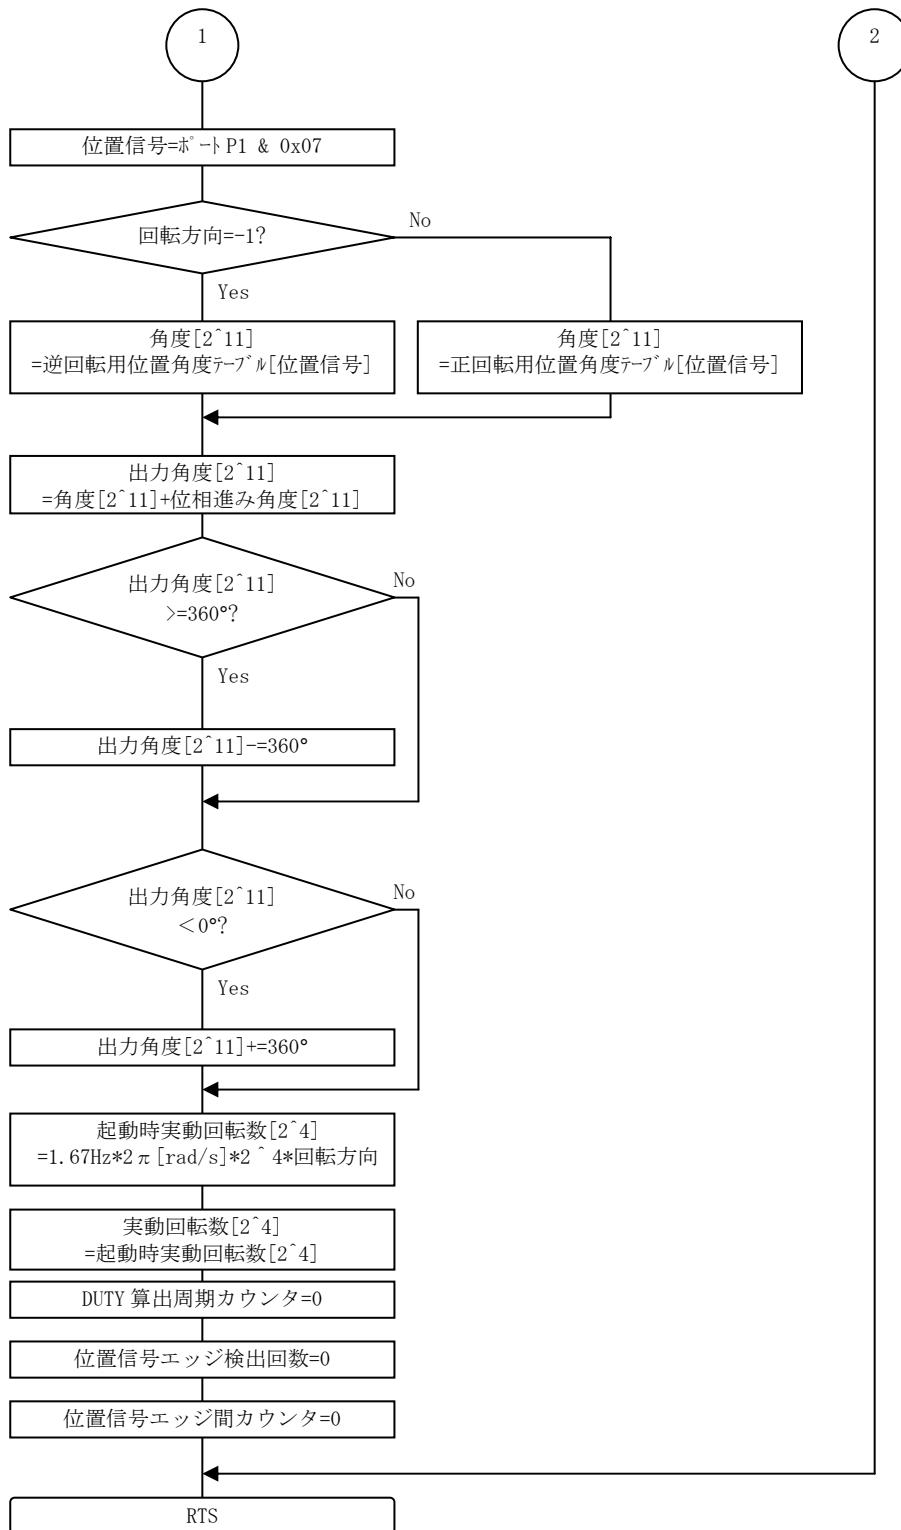 1
2
位置信号=ﾎﾟｰﾄ P1 & 0x07
回転方向=-1?
No
Yes
角度[2^11]
=逆回転用位置角度ﾃｰﾌﾞﾙ[位置信号]
角度[2^11]
=正回転用位置角度ﾃｰﾌﾞﾙ[位置信号]
出力角度[2^11]
=角度[2^11]+位相進み角度[2^11]
出力角度[2^11]
>=360°?
No
Yes
出力角度[2^11]-=360°
出力角度[2^11]
＜0°?
No
Yes
出力角度[2^11]+=360°
起動時実動回転数[2^4]
=1.67Hz*2π[rad/s]*2^4*回転方向
実動回転数[2^4]
=起動時実動回転数[2^4]
DUTY 算出周期カウンタ=0
位置信号エッジ検出回数=0
位置信号エッジ間カウンタ=0
RTS